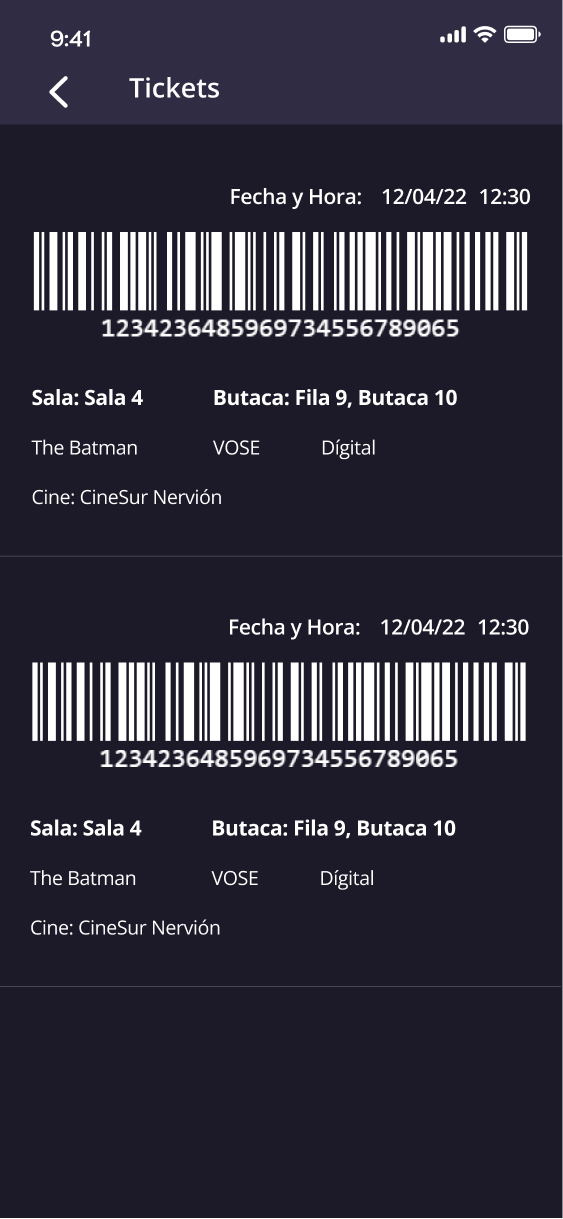 9:41
Tickets
Fecha y Hora: 12/04/22 12:30
1234236485969734556789065
Sala: Sala 4 Butaca: Fila 9, Butaca 10
The Batman VOSE Dígital
Cine: CineSur Nervión
Fecha y Hora: 12/04/22 12:30
1234236485969734556789065
Sala: Sala 4 Butaca: Fila 9, Butaca 10
The Batman VOSE Dígital
Cine: CineSur Nervión